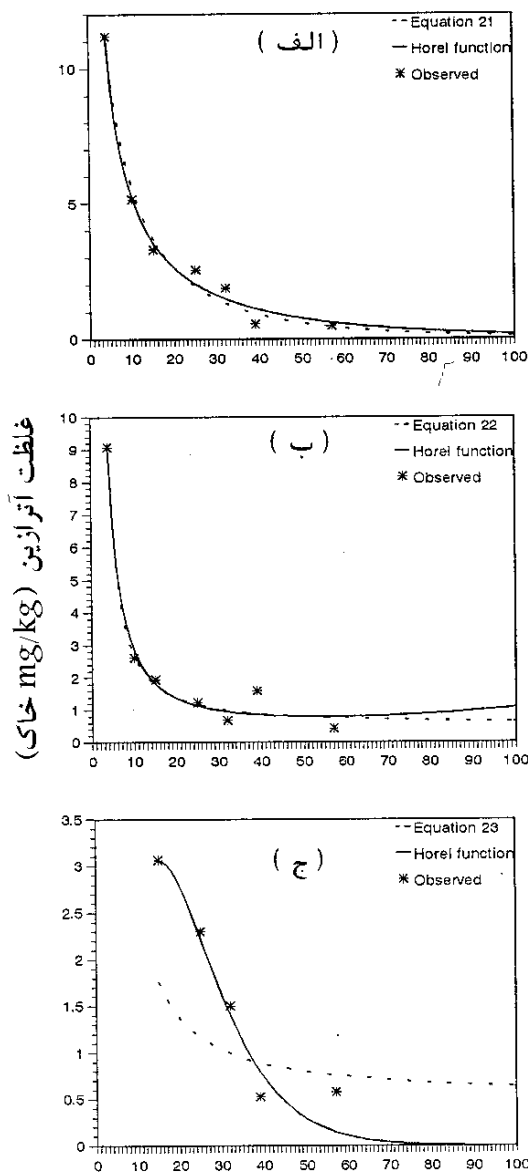 ( الف )
- - Equation 21
— Horel function
* Observed
10
5
0
0 10 20 30 40 50 60 70 80 90 100
( ب )
- - Equation 22
— Horel function
* Observed
10
9
8
7
6
5
4
3
2
1
0
0 10 20 30 40 50 60 70 80 90 100
غلظت آترازین (mg/kg خاک)
( ج )
- - Equation 23
— Horel function
* Observed
3.5
3
2.5
2
1.5
1
0.5
0
0 10 20 30 40 50 60 70 80 90 100